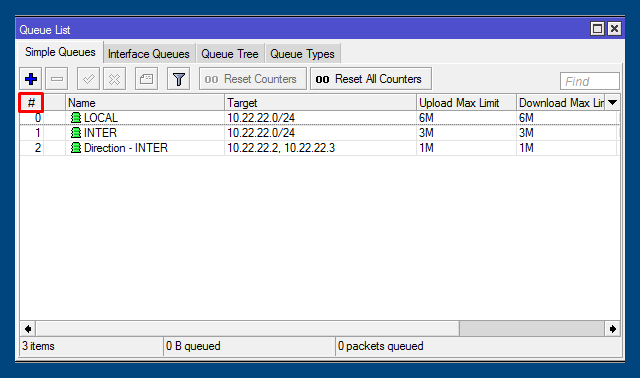 Queue List
Simple Queues Interface Queues Queue Tree Queue Types
00 Reset Counters 00 Reset All Counters Find
# Name Target Upload Max Limit Download Max Lir
0 LOCAL 10.22.22.0/24 6M 6M
1 INTER 10.22.22.0/24 3M 3M
2 Direction - INTER 10.22.22.2, 10.22.22.3 1M 1M
3 items 0 B queued 0 packets queued